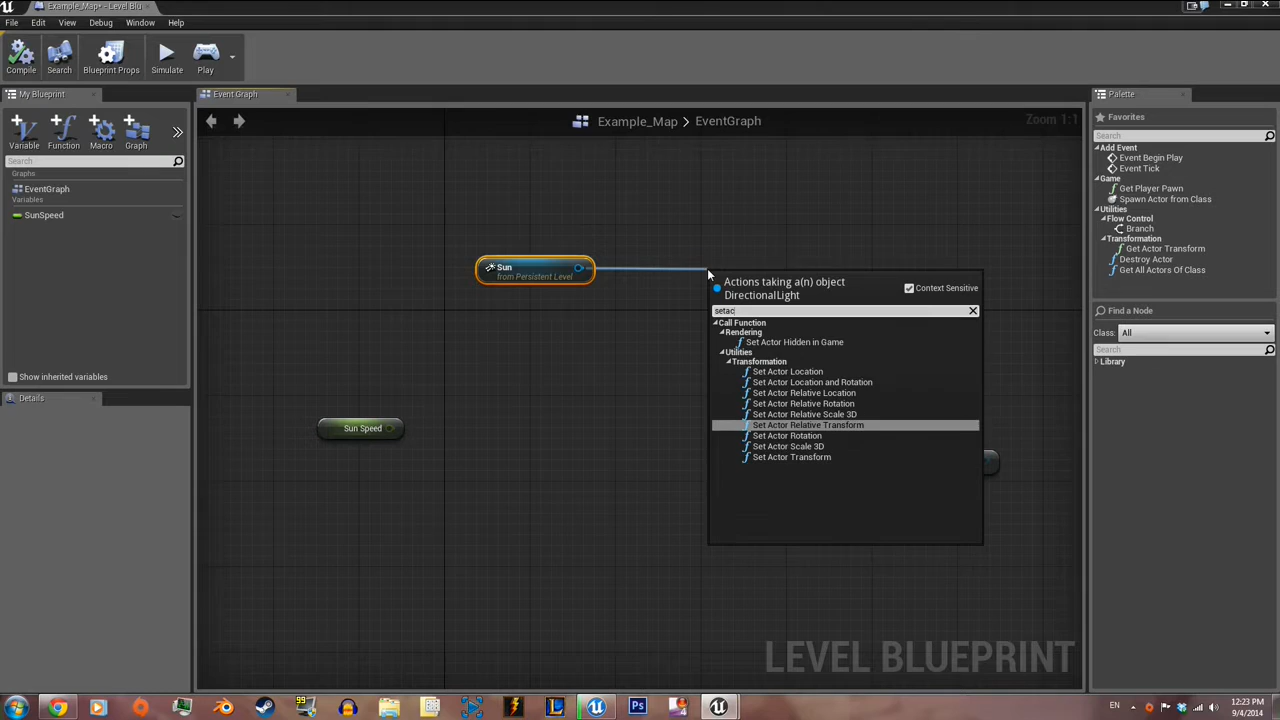 Example_Map* - Level Blu
File Edit View Debug Window Help
Compile Search Blueprint Props Simulate Play
My Blueprint
Variable Function Macro Graph
Search
Graphs
EventGraph
Variables
SunSpeed
Show inherited variables
Details
Event Graph
Example_Map > EventGraph
Zoom 1:1
Sun
from Persistent Level
Sun Speed
Actions taking a(n) object
DirectionalLight
Context Sensitive
setac
Call Function
Rendering
Set Actor Hidden in Game
Utilities
Transformation
Set Actor Location
Set Actor Location and Rotation
Set Actor Relative Location
Set Actor Relative Rotation
Set Actor Relative Scale 3D
Set Actor Relative Transform
Set Actor Rotation
Set Actor Scale 3D
Set Actor Transform
LEVEL BLUEPRINT
Palette
Favorites
Search
Add Event
Event Begin Play
Event Tick
Game
Get Player Pawn
Spawn Actor from Class
Utilities
Flow Control
Branch
Transformation
Get Actor Transform
Destroy Actor
Get All Actors Of Class
Find a Node
Class: All
Search
Library
99
Ps
EN
12:23 PM
9/4/2014